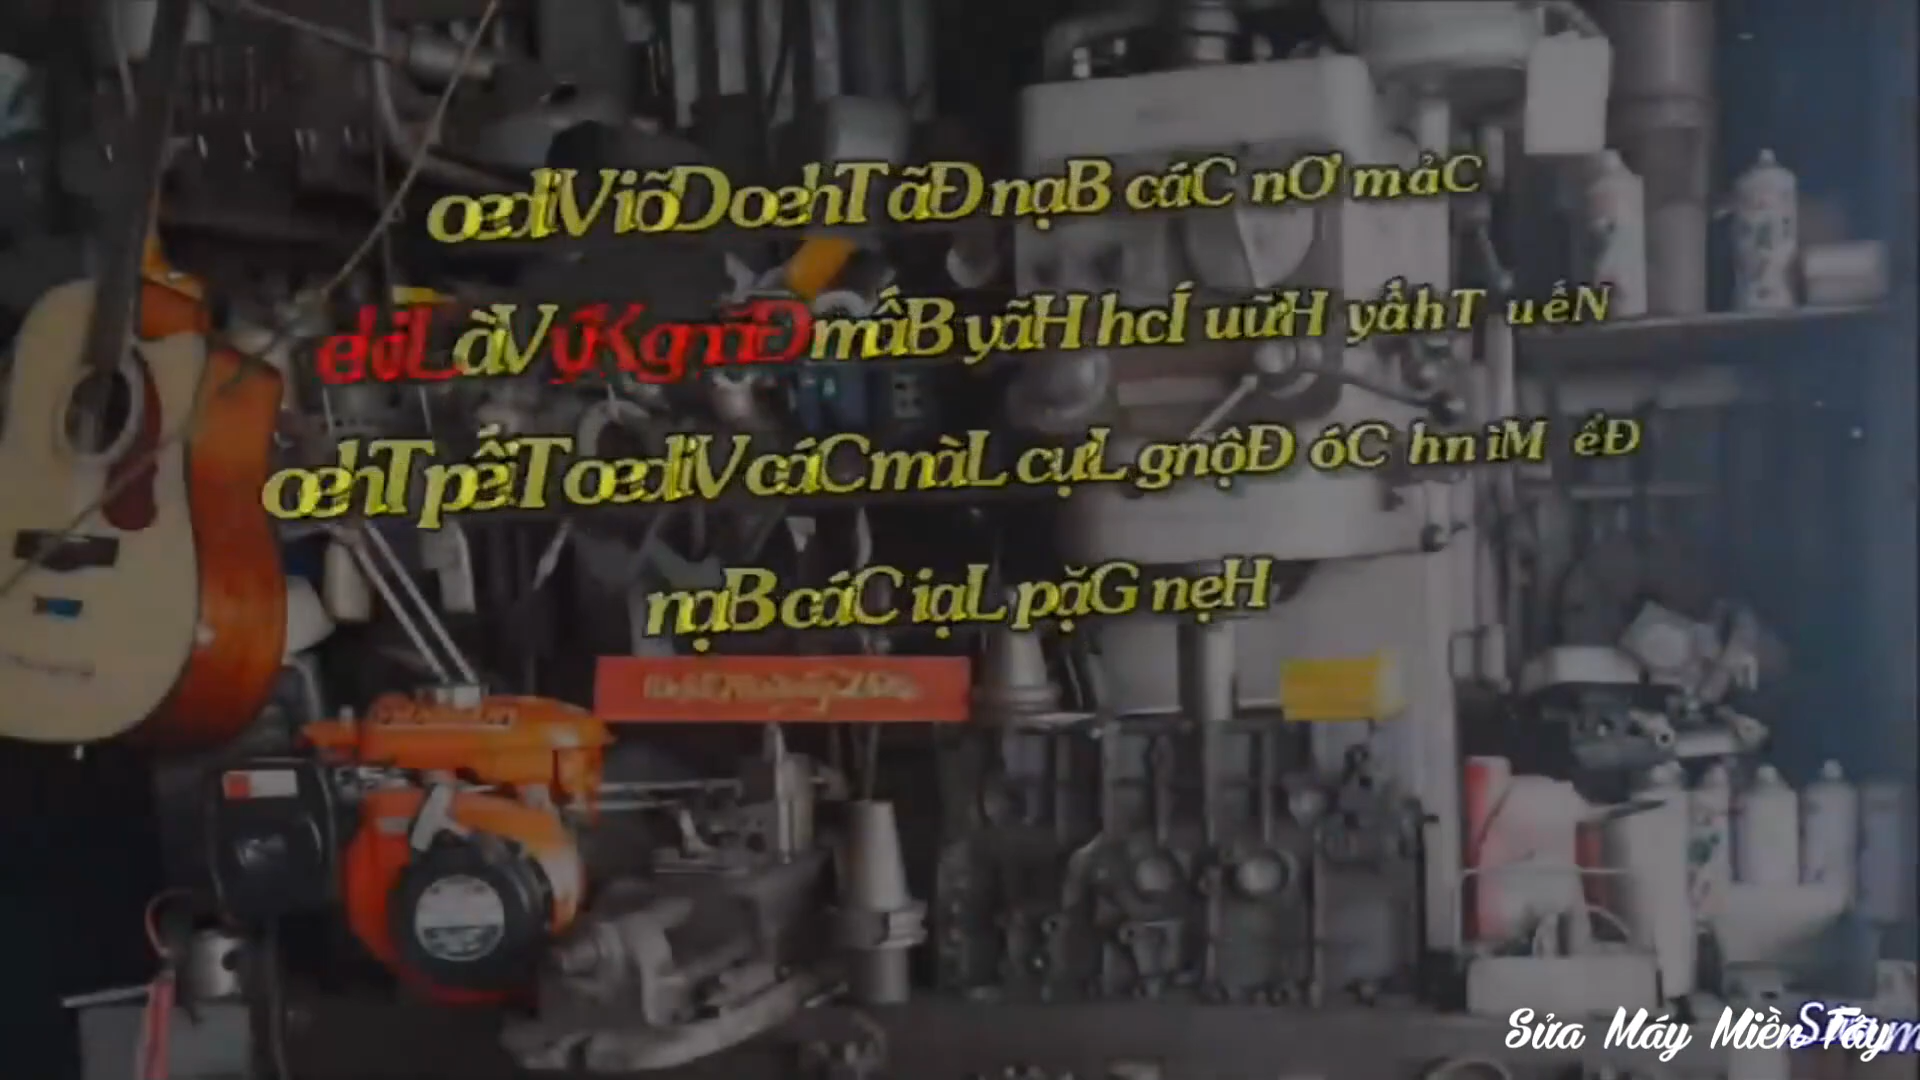 oediV iõD oehT ãĐ nạB cáC nƠ mảC
ekiL àV ýK gnăĐ mấB yãH hcÍ uữH yấhT uếN
oehT pếiT oediV cáC màL cựL gnộĐ óC hnìM ểĐ
nạB cáC iạL pặG nẹH
Sửa Máy Miền Tây